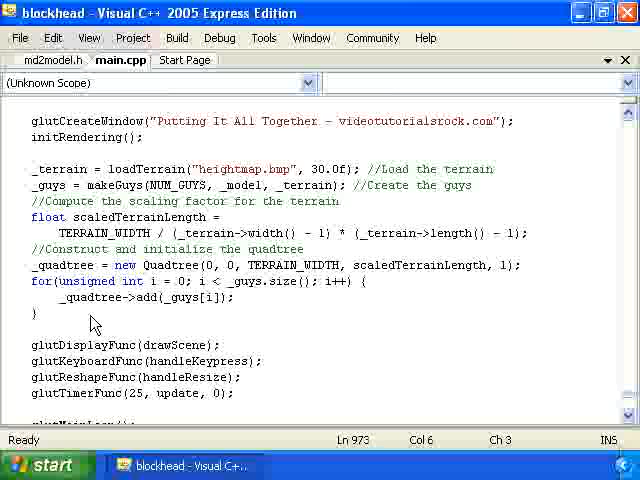 blockhead - Visual C++ 2005 Express Edition
File Edit View Project Build Debug Tools Window Community Help
md2model.h main.cpp Start Page
(Unknown Scope)
glutCreateWindow("Putting It All Together - videotutorialsrock.com");
initRendering();
_terrain = loadTerrain("heightmap.bmp", 30.0f); //Load the terrain
_guys = makeGuys(NUM_GUYS, _model, _terrain); //Create the guys
//Compute the scaling factor for the terrain
float scaledTerrainLength =
TERRAIN_WIDTH / (_terrain->width() - 1) * (_terrain->length() - 1);
//Construct and initialize the quadtree
_quadtree = new Quadtree(0, 0, TERRAIN_WIDTH, scaledTerrainLength, 1);
for(unsigned int i = 0; i < _guys.size(); i++) {
_quadtree->add(_guys[i]);
}
glutDisplayFunc(drawScene);
glutKeyboardFunc(handleKeypress);
glutReshapeFunc(handleResize);
glutTimerFunc(25, update, 0);
glutMainLoop();
Ready Ln 973 Col 6 Ch 3 INS
start blockhead - Visual C++...